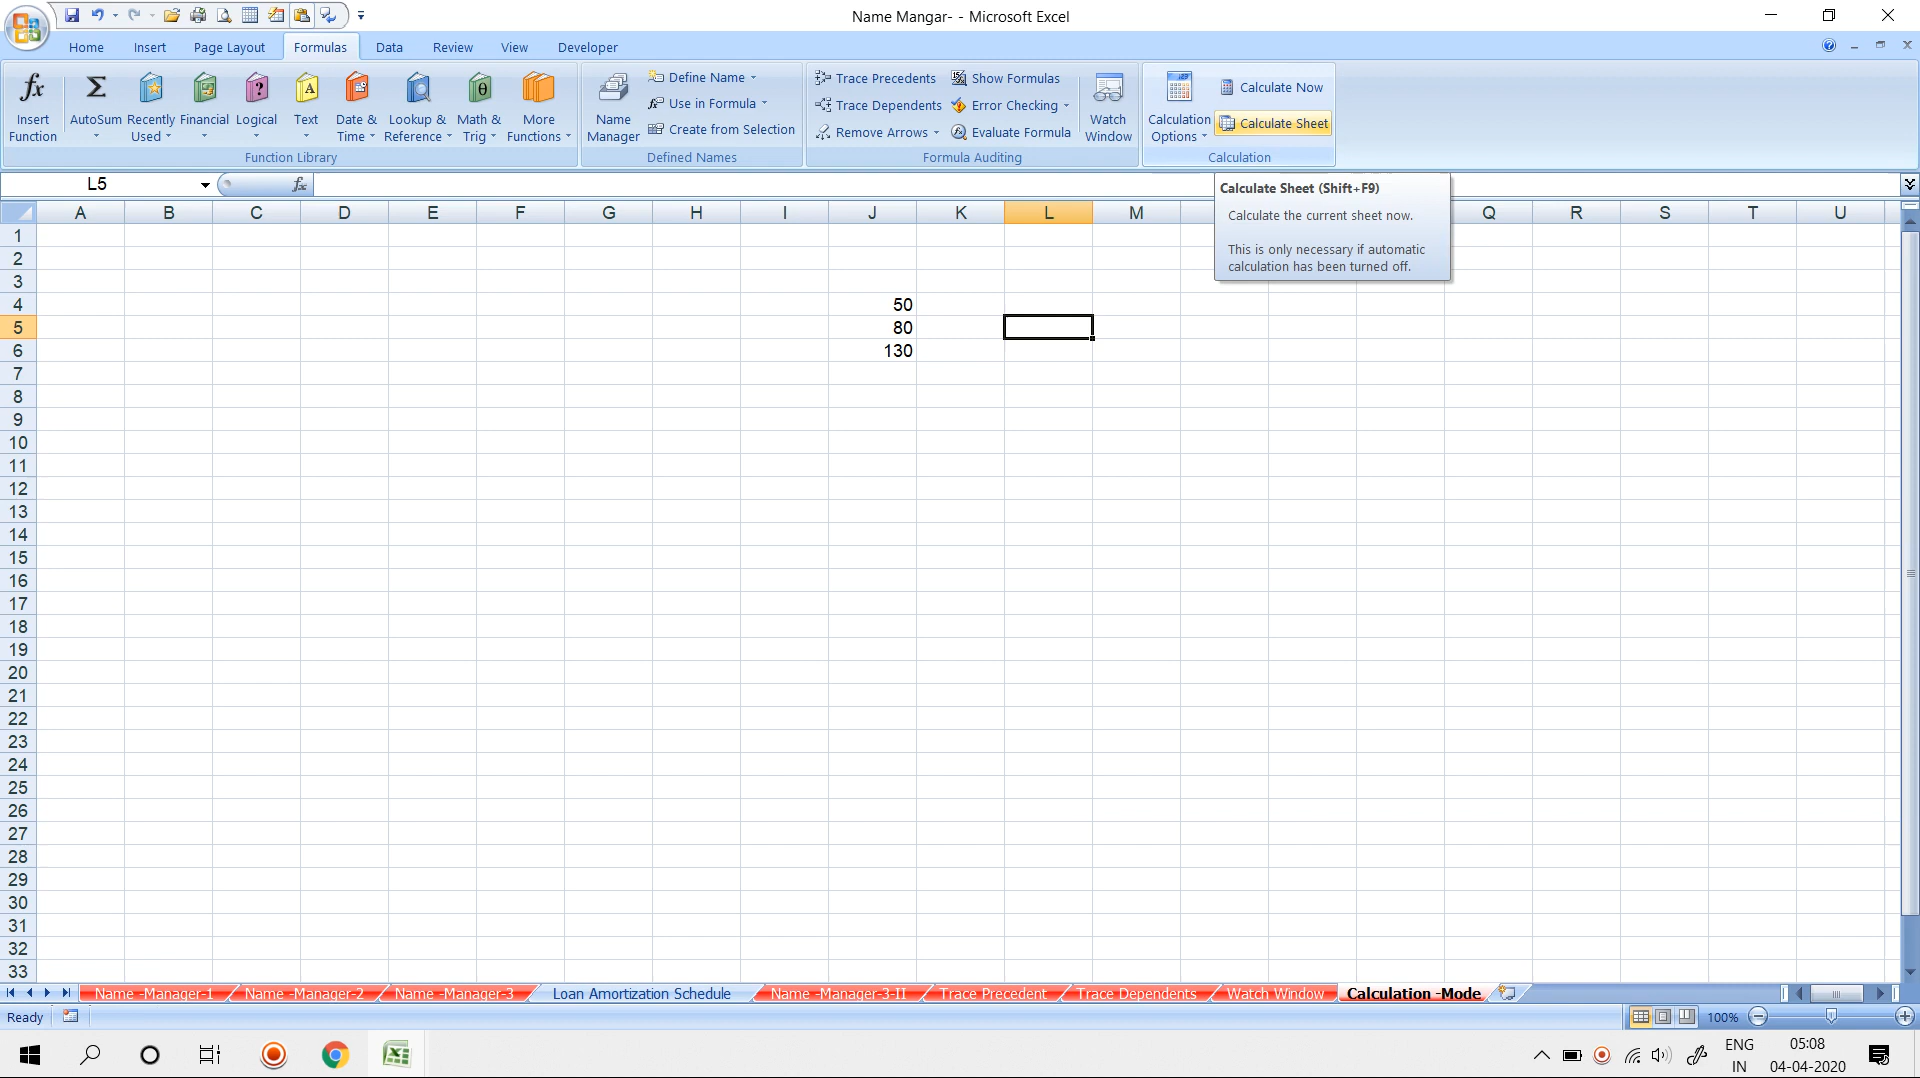 Name Mangar- - Microsoft Excel
Home Insert Page Layout Formulas Data Review View Developer
fx Insert Function
Σ AutoSum
Recently Used
Financial
Logical
Text
Date & Time
Lookup & Reference
Math & Trig
More Functions
Function Library
Name Manager
Define Name
Use in Formula
Create from Selection
Defined Names
Trace Precedents
Trace Dependents
Remove Arrows
Show Formulas
Error Checking
Evaluate Formula
Formula Auditing
Watch Window
Calculation Options
Calculate Now
Calculate Sheet
Calculation
L5 fx
Calculate Sheet (Shift+F9)
Calculate the current sheet now.
This is only necessary if automatic
calculation has been turned off.
A B C D E F G H I J K L M Q R S T U
1
2
3
4 50
5 80
6 130
7
8
9
10
11
12
13
14
15
16
17
18
19
20
21
22
23
24
25
26
27
28
29
30
31
32
33
Name -Manager-1 Name -Manager-2 Name -Manager-3 Loan Amortization Schedule Name -Manager-3-II Trace Precedent Trace Dependents Watch Window Calculation -Mode
Ready 100%
ENG 05:08
IN 04-04-2020